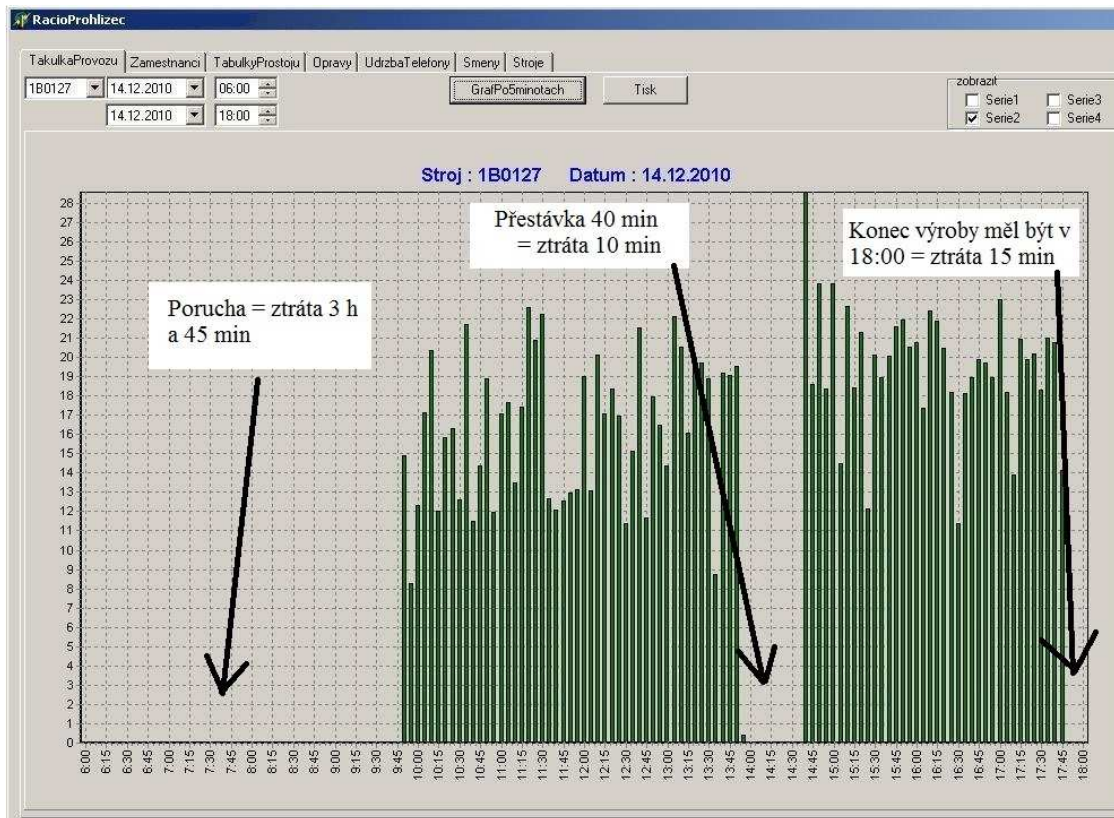 RacioProhlizec
TakulkaProvozu Zamestnanci TabulkyProstoju Opravy UdrzbaTelefony Smeny Stroje
1B0127 14.12.2010 06:00 GrafPo5minotach Tisk
14.12.2010 18:00
zobrazit
Serie1 Serie3
Serie2 Serie4
Stroj : 1B0127 Datum : 14.12.2010
Porucha = ztráta 3 h
a 45 min
Přestávka 40 min
= ztráta 10 min
Konec výroby měl být v
18:00 = ztráta 15 min
28
27
26
25
24
23
22
21
20
19
18
17
16
15
14
13
12
11
10
9
8
7
6
5
4
3
2
1
0
6:00 6:15 6:30 6:45 7:00 7:15 7:30 7:45 8:00 8:15 8:30 8:45 9:00 9:15 9:30 9:45 10:00 10:15 10:30 10:45 11:00 11:15 11:30 11:45 12:00 12:15 12:30 12:45 13:00 13:15 13:30 13:45 14:00 14:15 14:30 14:45 15:00 15:15 15:30 15:45 16:00 16:15 16:30 16:45 17:00 17:15 17:30 17:45 18:00